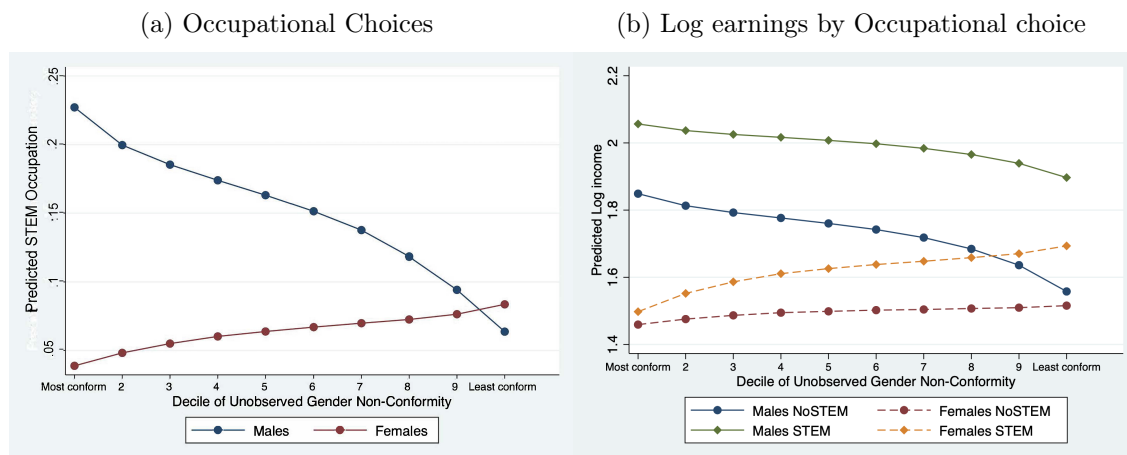 (a) Occupational Choices
(b) Log earnings by Occupational choice
Predicted STEM Occupation
.25
.2
.15
.1
.05
Most conform 2 3 4 5 6 7 8 9 Least conform
Decile of Unobserved Gender Non-Conformity
Males Females
Predicted Log income
2.2
2
1.8
1.6
1.4
Most conform 2 3 4 5 6 7 8 9 Least conform
Decile of Unobserved Gender Non-Conformity
Males NoSTEM Females NoSTEM
Males STEM Females STEM